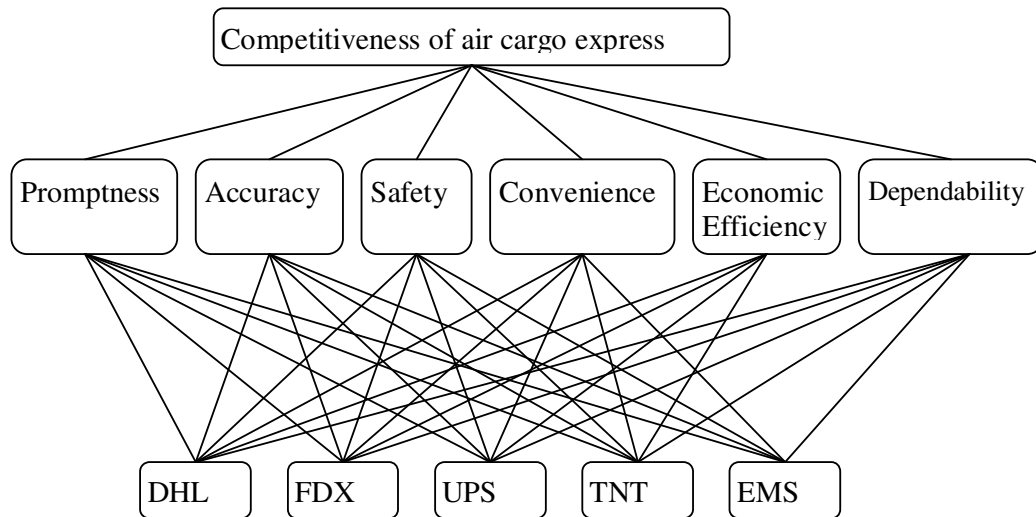 Competitiveness of air cargo express
Promptness
Accuracy
Safety
Convenience
Economic
Efficiency
Dependability
DHL
FDX
UPS
TNT
EMS